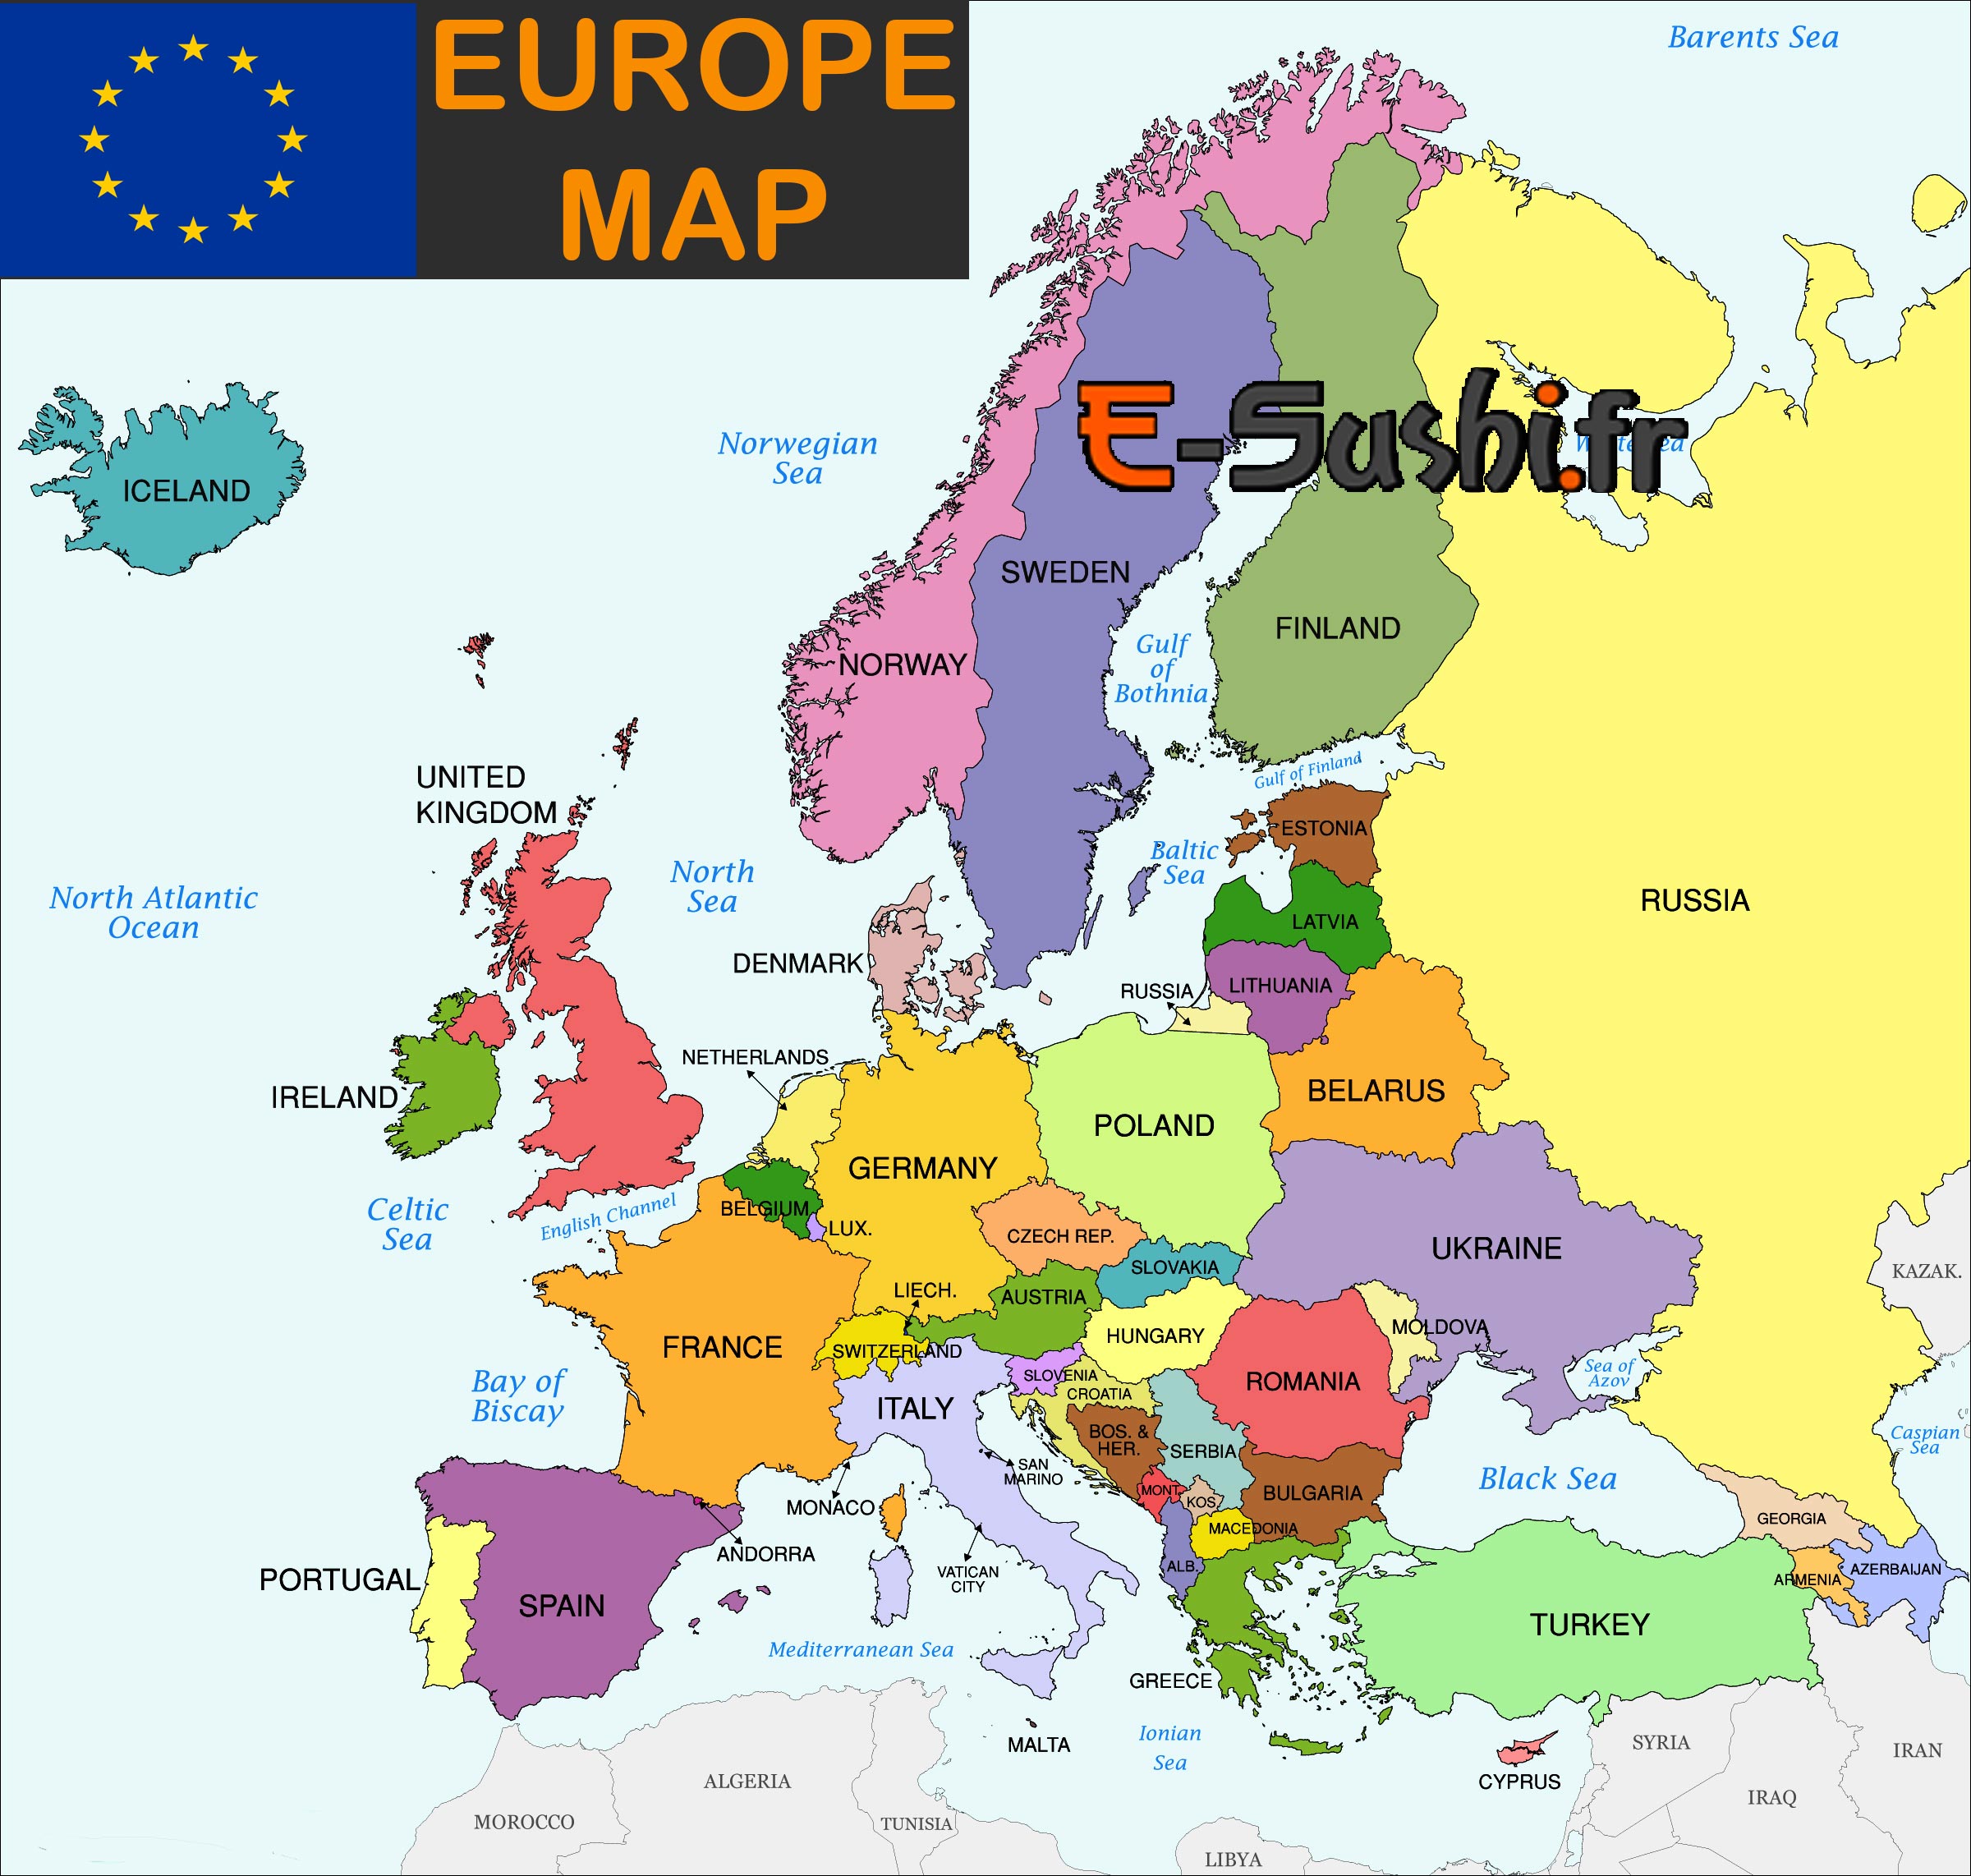 EUROPE
MAP
Barents Sea
ICELAND
Norwegian
Sea
E-Sushi.fr
White Sea
SWEDEN
FINLAND
NORWAY
Gulf
of
Bothnia
Gulf of Finland
UNITED
KINGDOM
ESTONIA
Baltic
Sea
North
Sea
North Atlantic
Ocean
RUSSIA
LATVIA
DENMARK
LITHUANIA
RUSSIA
NETHERLANDS
IRELAND
BELARUS
POLAND
GERMANY
Celtic
Sea
English Channel
BELGIUM
LUX.
CZECH REP.
UKRAINE
SLOVAKIA
KAZAK.
LIECH.
AUSTRIA
MOLDOVA
HUNGARY
FRANCE
SWITZERLAND
Sea of
Azov
SLOVENIA
CROATIA
ROMANIA
Bay of
Biscay
ITALY
BOS. &
HER.
SERBIA
Caspian
Sea
SAN
MARINO
Black Sea
MONT.
KOS.
BULGARIA
MONACO
GEORGIA
MACEDONIA
ANDORRA
ALB.
AZERBAIJAN
ARMENIA
VATICAN
CITY
PORTUGAL
SPAIN
TURKEY
Mediterranean Sea
GREECE
Ionian
Sea
MALTA
SYRIA
IRAN
CYPRUS
ALGERIA
IRAQ
MOROCCO
TUNISIA
LIBYA